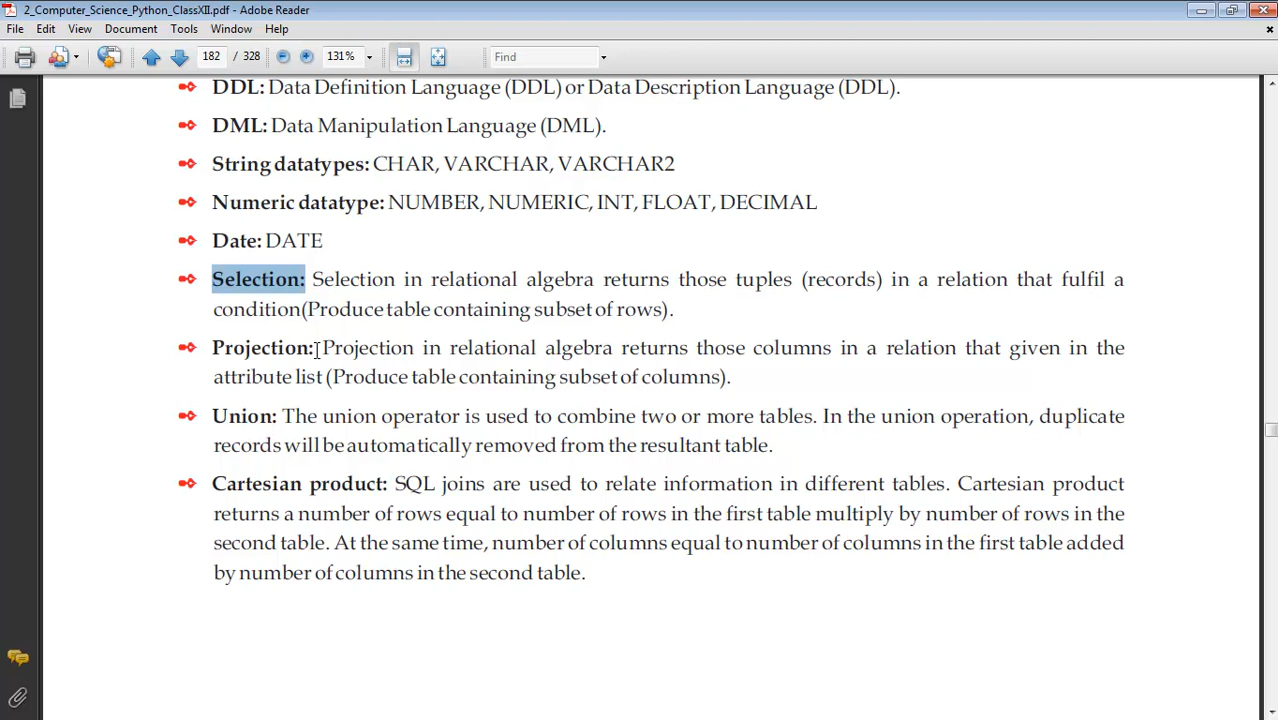 2_Computer_Science_Python_ClassXII.pdf - Adobe Reader
File Edit View Document Tools Window Help
182 / 328 131% Find
DDL: Data Definition Language (DDL) or Data Description Language (DDL).
DML: Data Manipulation Language (DML).
String datatypes: CHAR, VARCHAR, VARCHAR2
Numeric datatype: NUMBER, NUMERIC, INT, FLOAT, DECIMAL
Date: DATE
Selection: Selection in relational algebra returns those tuples (records) in a relation that fulfil a
condition(Produce table containing subset of rows).
Projection: Projection in relational algebra returns those columns in a relation that given in the
attribute list (Produce table containing subset of columns).
Union: The union operator is used to combine two or more tables. In the union operation, duplicate
records will be automatically removed from the resultant table.
Cartesian product: SQL joins are used to relate information in different tables. Cartesian product
returns a number of rows equal to number of rows in the first table multiply by number of rows in the
second table. At the same time, number of columns equal to number of columns in the first table added
by number of columns in the second table.